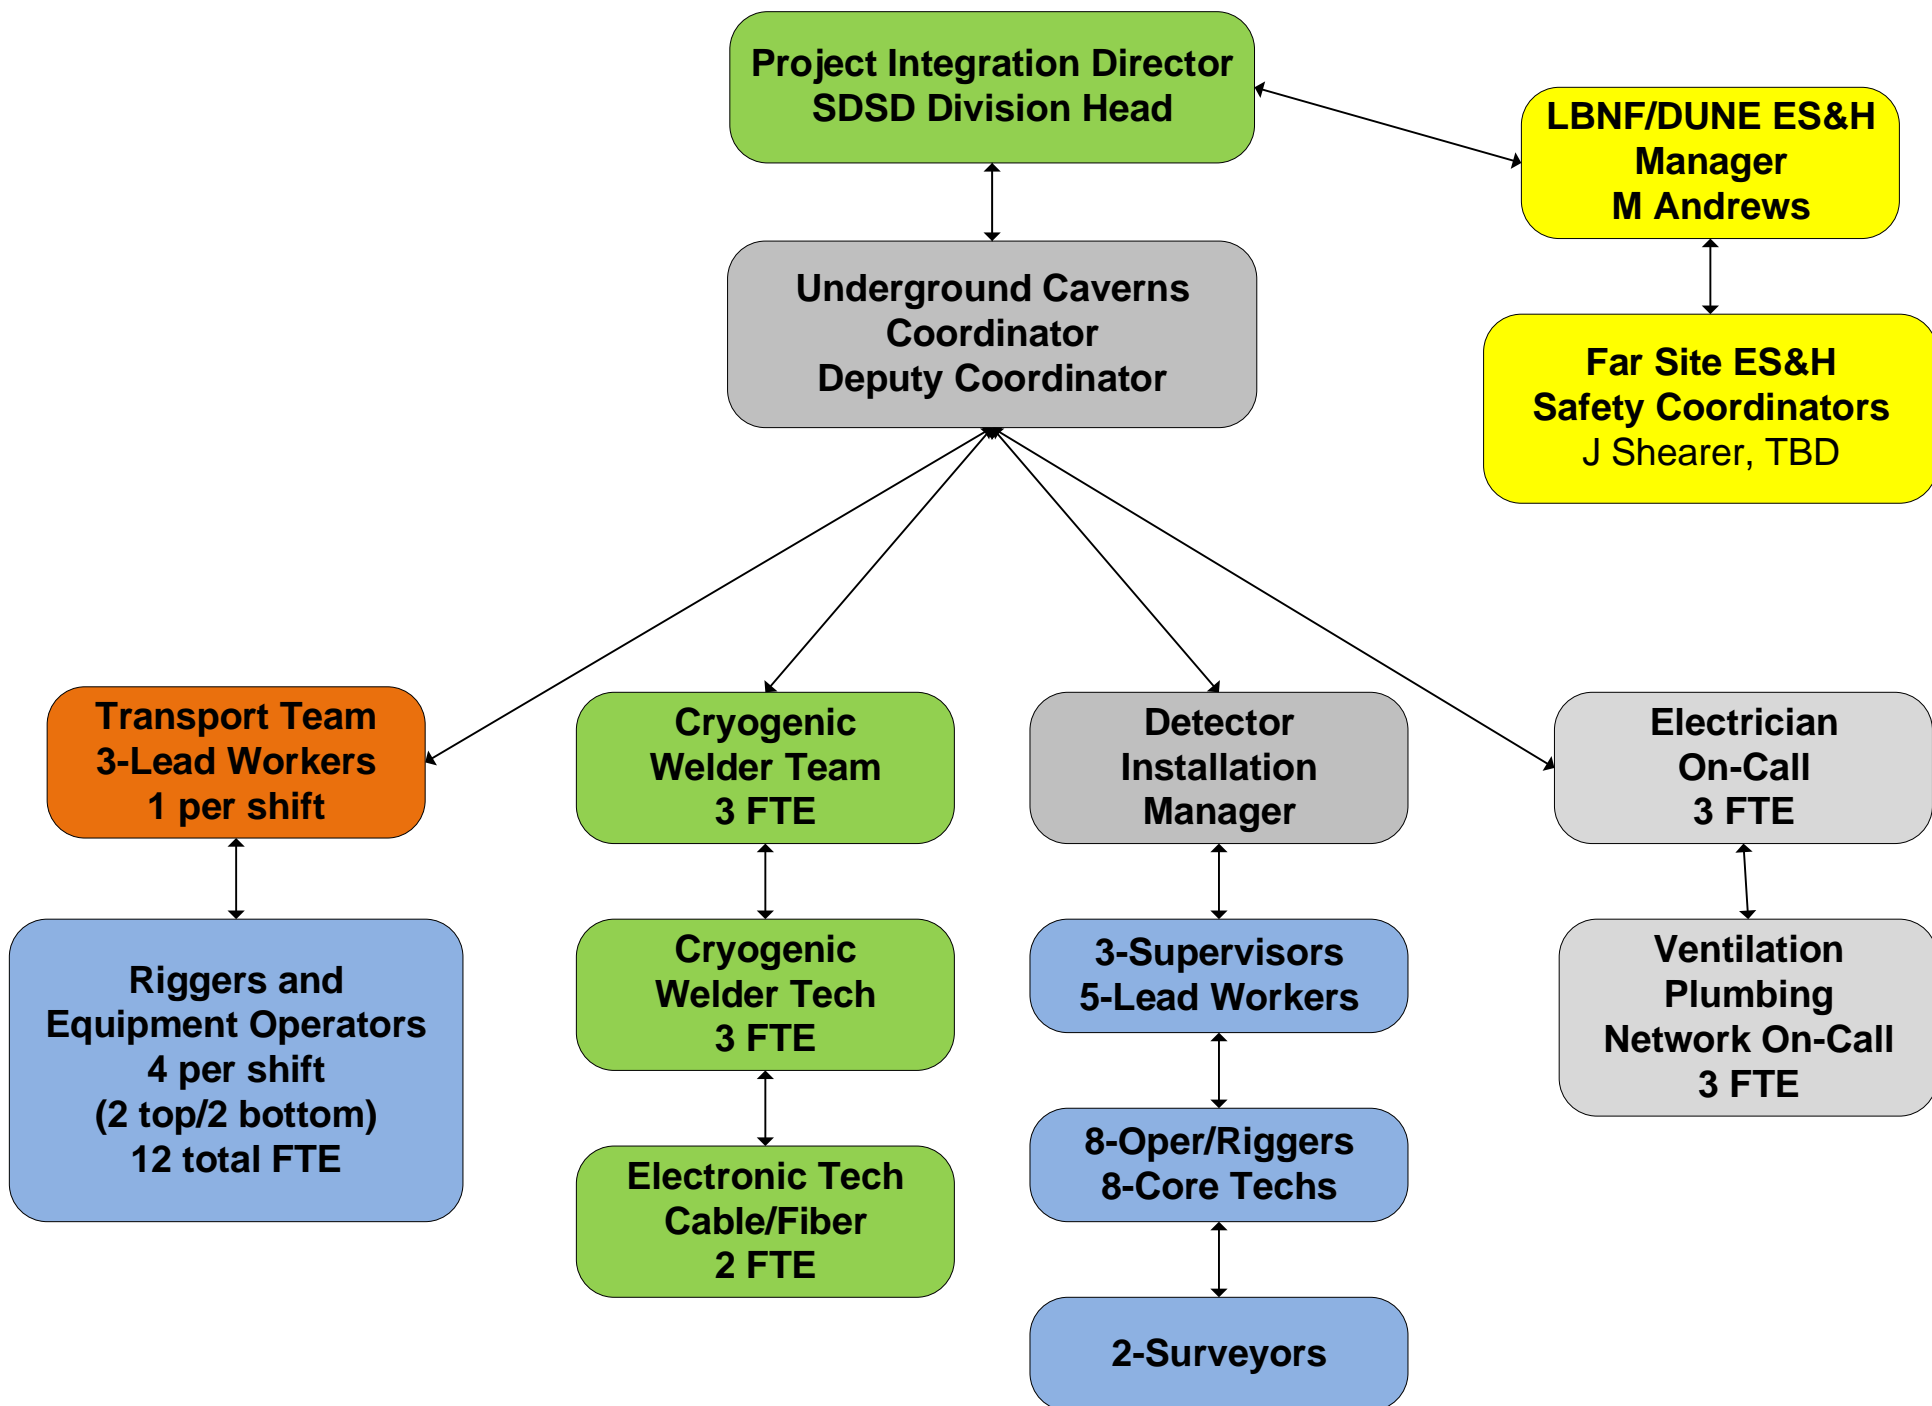 Project Integration Director
SDSD Division Head
LBNF/DUNE ES&H
Manager
M Andrews
Underground Caverns
Coordinator
Deputy Coordinator
Far Site ES&H
Safety Coordinators
J Shearer, TBD
Transport Team
3-Lead Workers
1 per shift
Cryogenic
Welder Team
3 FTE
Detector
Installation
Manager
Electrician
On-Call
3 FTE
Riggers and
Equipment Operators
4 per shift
(2 top/2 bottom)
12 total FTE
Cryogenic
Welder Tech
3 FTE
3-Supervisors
5-Lead Workers
Ventilation
Plumbing
Network On-Call
3 FTE
Electronic Tech
Cable/Fiber
2 FTE
8-Oper/Riggers
8-Core Techs
2-Surveyors